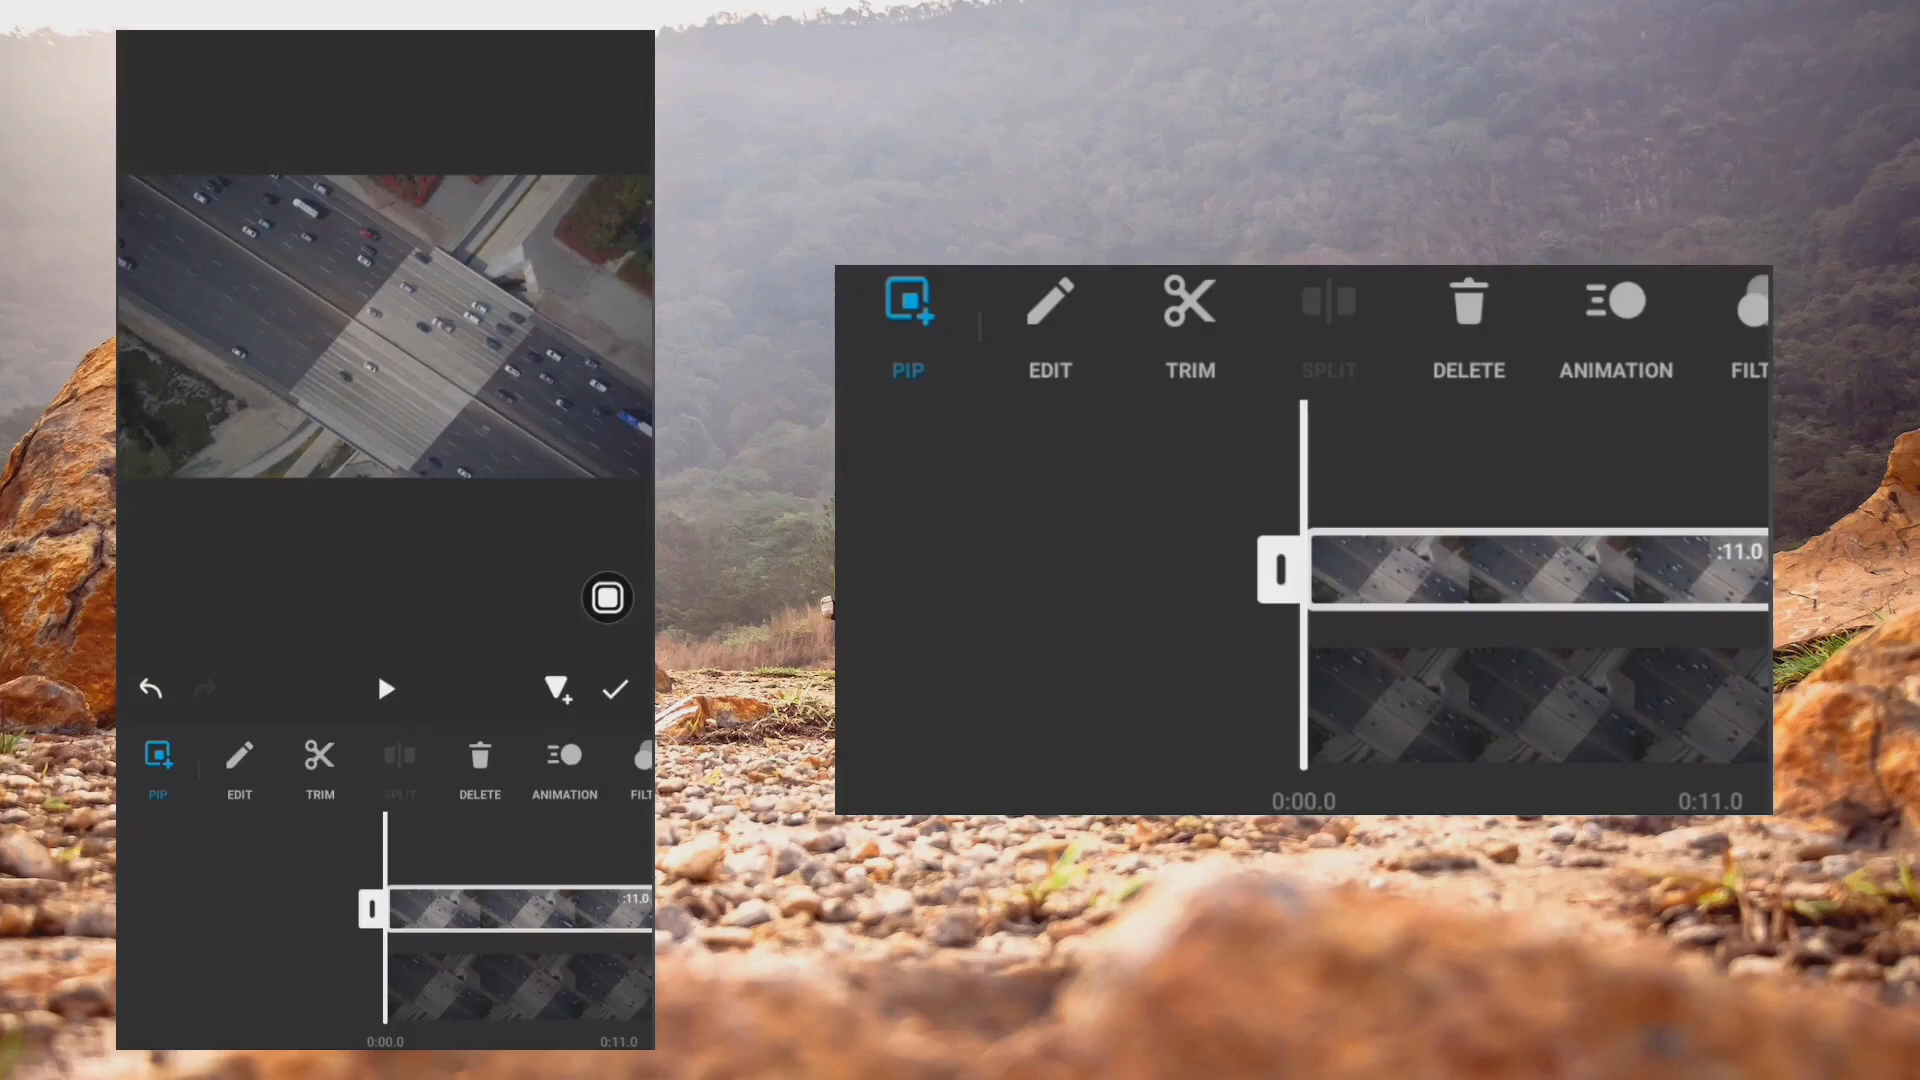 PIP EDIT TRIM SPLIT DELETE ANIMATION FILT
:11.0
0:00.0 0:11.0
PIP EDIT TRIM SPLIT DELETE ANIMATION FILT
:11.0
0:00.0 0:11.0